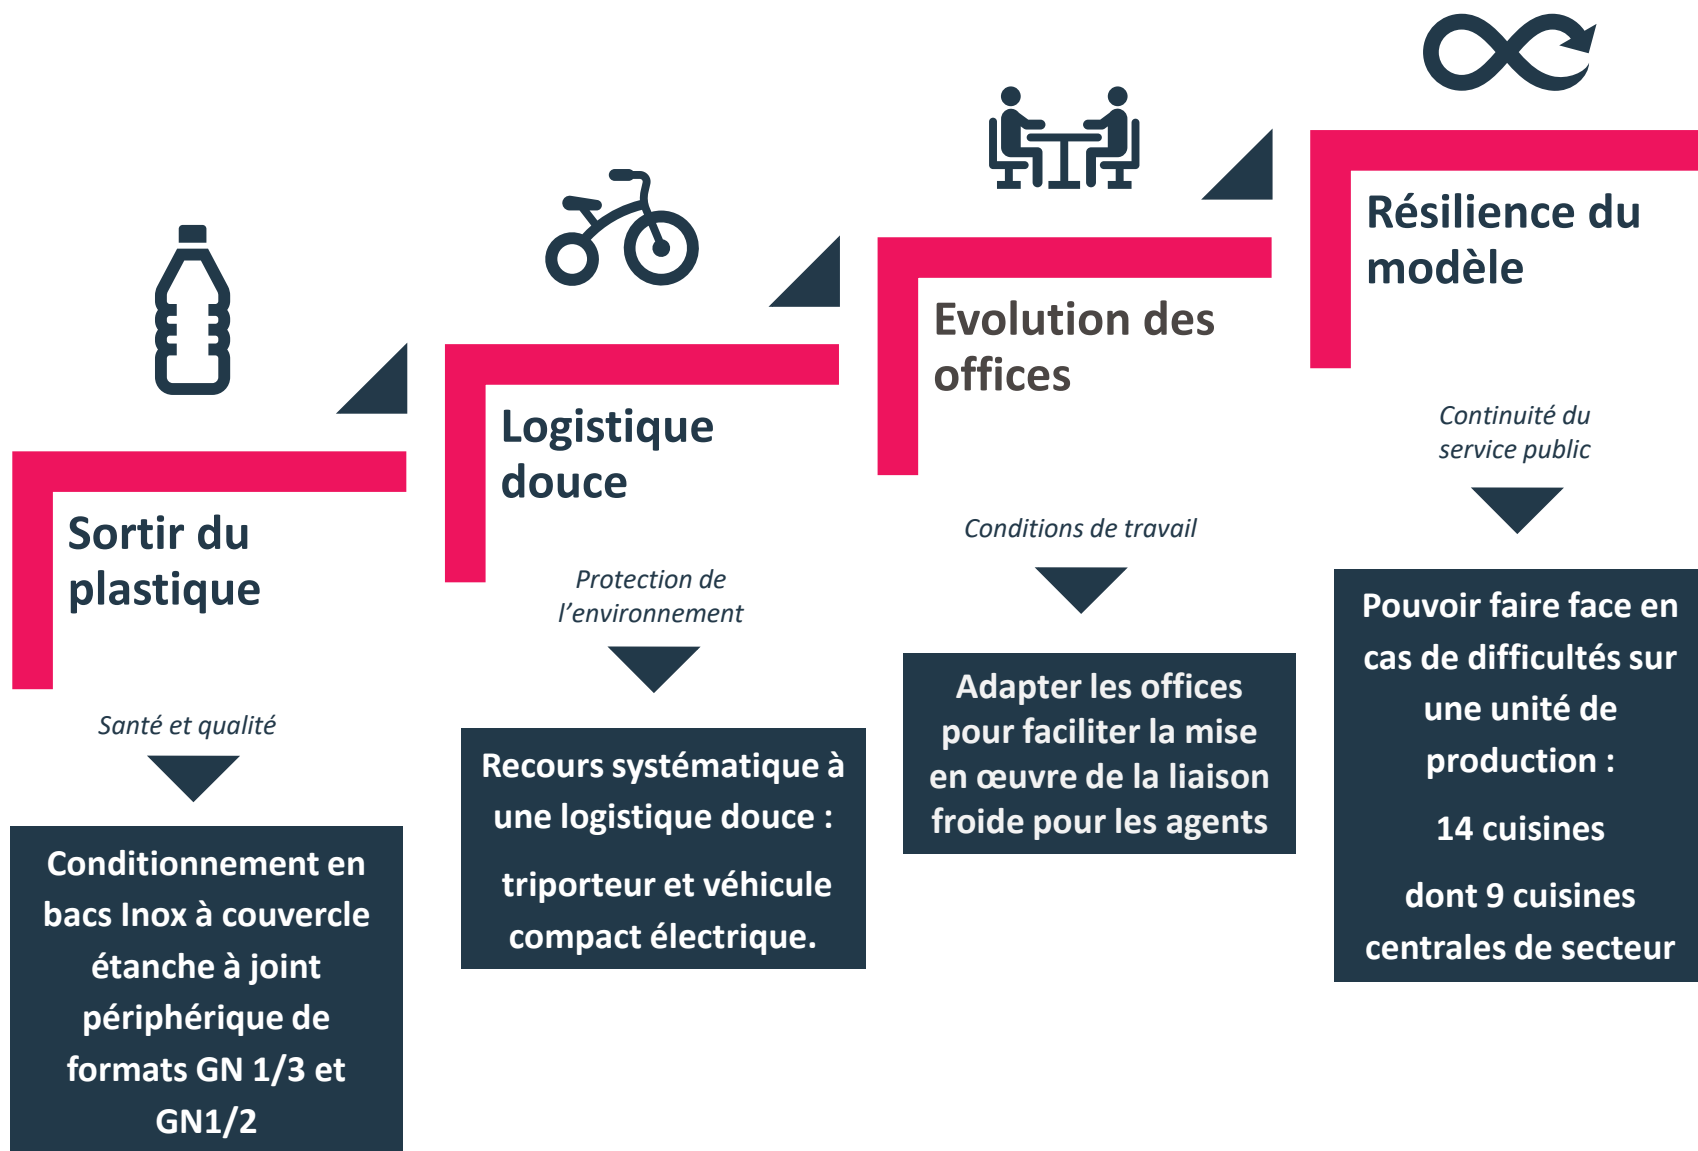 Sortir du
plastique
Santé et qualité
Conditionnement en
bacs Inox à couvercle
étanche à joint
périphérique de
formats GN 1/3 et
GN1/2
Logistique
douce
Protection de
l’environnement
Recours systématique à
une logistique douce :
triporteur et véhicule
compact électrique.
Evolution des
offices
Conditions de travail
Adapter les offices
pour faciliter la mise
en œuvre de la liaison
froide pour les agents
Résilience du
modèle
Continuité du
service public
Pouvoir faire face en
cas de difficultés sur
une unité de
production :
14 cuisines
dont 9 cuisines
centrales de secteur